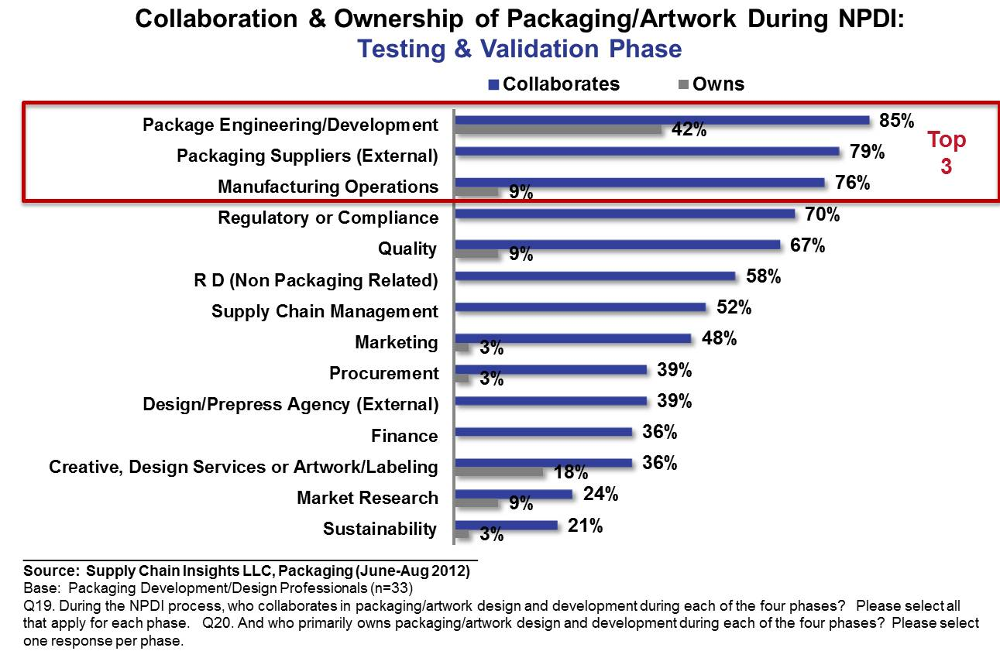 Collaboration & Ownership of Packaging/Artwork During NPDI:
Testing & Validation Phase
Collaborates Owns
Package Engineering/Development 85%
42%
Top
3
Packaging Suppliers (External) 79%
Manufacturing Operations 76%
9%
Regulatory or Compliance 70%
Quality 67%
9%
R D (Non Packaging Related) 58%
Supply Chain Management 52%
Marketing 48%
3%
Procurement 39%
3%
Design/Prepress Agency (External) 39%
Finance 36%
Creative, Design Services or Artwork/Labeling 36%
18%
Market Research 24%
9%
Sustainability 21%
3%
Source: Supply Chain Insights LLC, Packaging (June-Aug 2012)
Base: Packaging Development/Design Professionals (n=33)
Q19. During the NPDI process, who collaborates in packaging/artwork design and development during each of the four phases? Please select all
that apply for each phase. Q20. And who primarily owns packaging/artwork design and development during each of the four phases? Please select
one response per phase.